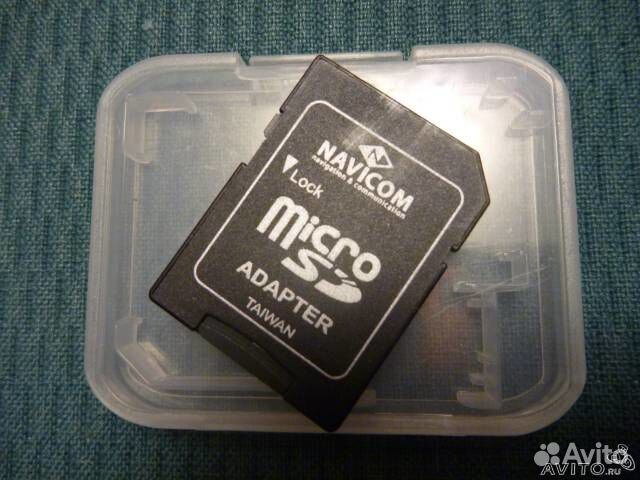 N
NAVICOM
navigation & communication
Lock
micro
SD
ADAPTER
TAIWAN
Avito
AVITO.RU